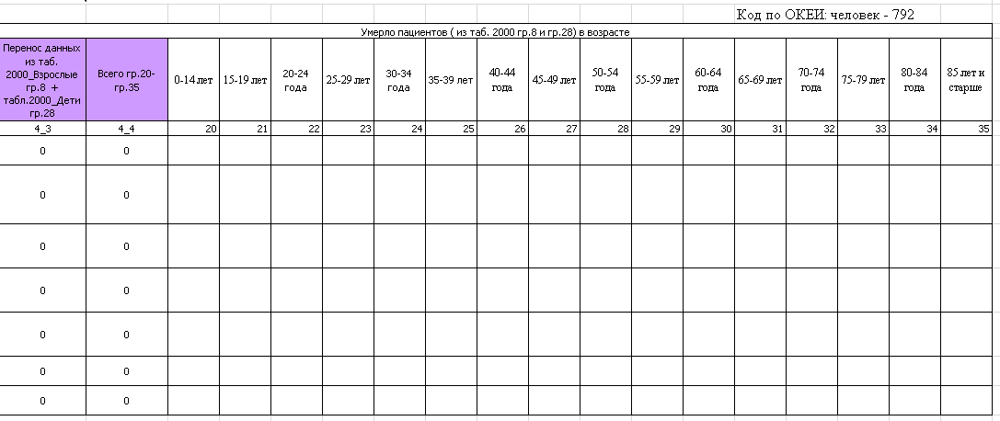 Код по ОКЕИ: человек - 792
Умерло пациентов ( из таб. 2000 гр.8 и гр.28) в возрасте
Перенос данных
из таб.
2000_Взрослые
гр.8 +
табл.2000_Дети
гр.28
Всего гр.20-
гр.35
0-14 лет
15-19 лет
20-24
года
25-29 лет
30-34
года
35-39 лет
40-44
года
45-49 лет
50-54
года
55-59 лет
60-64
года
65-69 лет
70-74
года
75-79 лет
80-84
года
85 лет и
старше
4_3 4_4 20 21 22 23 24 25 26 27 28 29 30 31 32 33 34 35
0 0
0 0
0 0
0 0
0 0
0 0
0 0